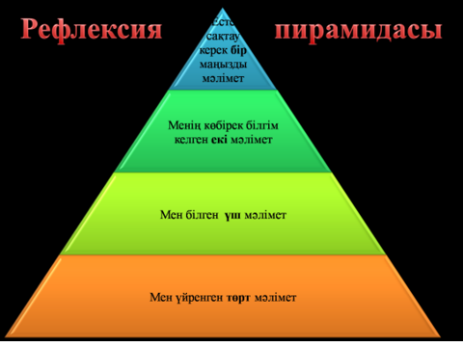 Рефлексия пирамидасы
Есте
сақтау
керек бір
маңызды
мәлімет
Менің көбірек білгім
келген екі мәлімет
Мен білген үш мәлімет
Мен үйренген төрт мәлімет